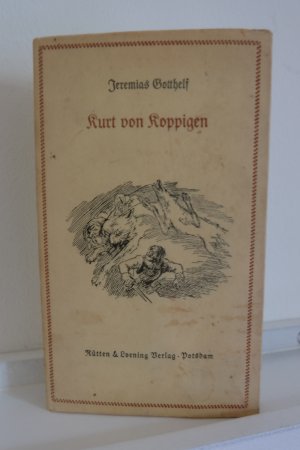 Jeremias Gotthelf
Kurt von Koppigen
Rütten & Loening Verlag · Potsdam